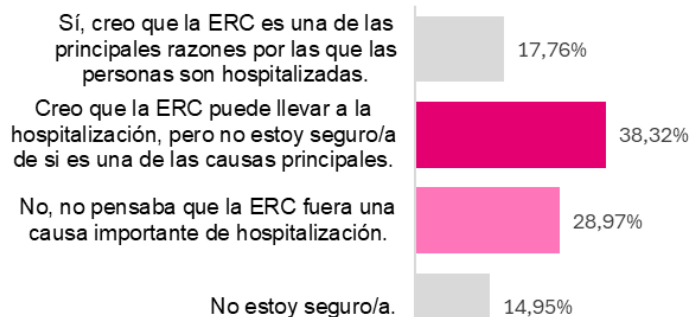 Sí, creo que la ERC es una de las
principales razones por las que las
personas son hospitalizadas.
17,76%
Creo que la ERC puede llevar a la
hospitalización, pero no estoy seguro/a
de si es una de las causas principales.
38,32%
No, no pensaba que la ERC fuera una
causa importante de hospitalización.
28,97%
No estoy seguro/a.
14,95%